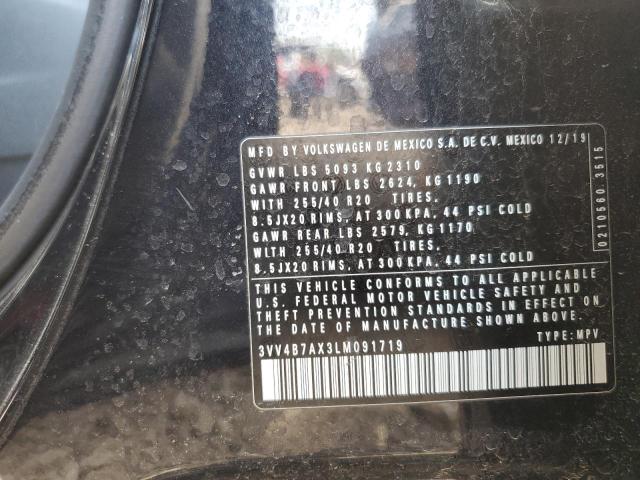 MFD BY VOLKSWAGEN DE MEXICO S.A. DE C.V. MEXICO 12/19
GVWR LBS 5093 KG 2310
GAWR FRONT LBS 2624, KG 1190
WITH 255/40 R20 TIRES.
8.5JX20 RIMS, AT 300 KPA, 44 PSI COLD
GAWR REAR LBS 2579, KG 1170
WITH 255/40 R20 TIRES.
8.5JX20 RIMS, AT 300 KPA, 44 PSI COLD
THIS VEHICLE CONFORMS TO ALL APPLICABLE
U.S. FEDERAL MOTOR VEHICLE SAFETY AND
THEFT PREVENTION STANDARDS IN EFFECT ON
THE DATE OF MANUFACTURE SHOWN ABOVE.
3VV4B7AX3LM091719 TYPE: MPV
0210560 3515